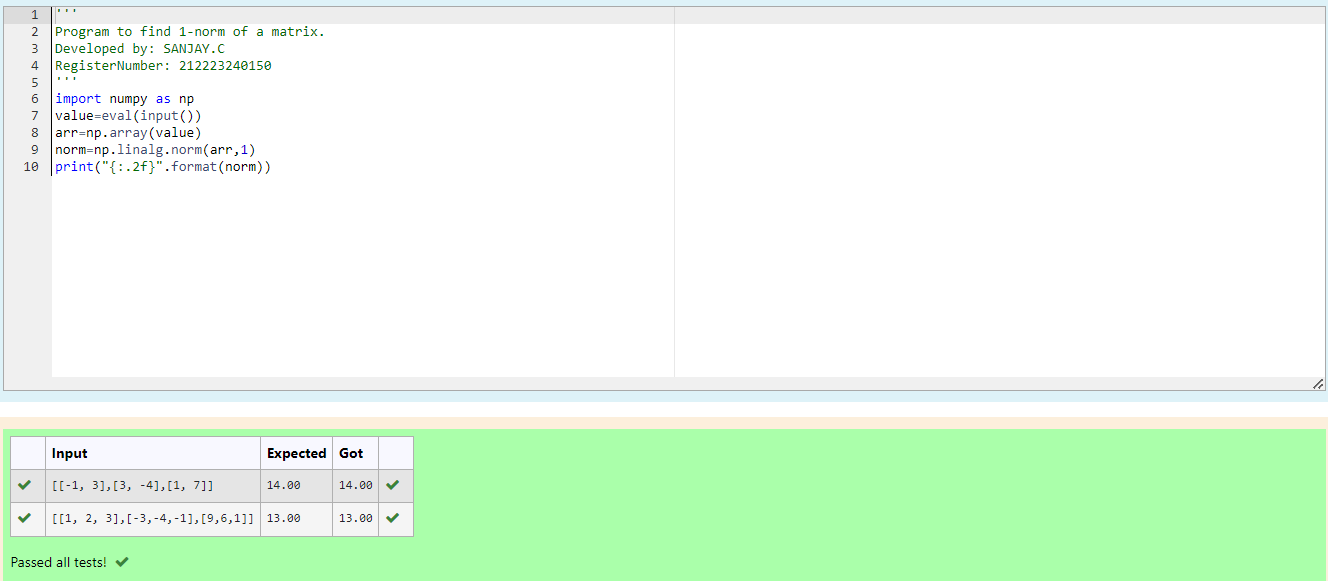 1 '''
2 Program to find 1-norm of a matrix.
3 Developed by: SANJAY.C
4 RegisterNumber: 212223240150
5 '''
6 import numpy as np
7 value=eval(input())
8 arr=np.array(value)
9 norm=np.linalg.norm(arr,1)
10 print("{:.2f}".format(norm))
Input Expected Got
[[-1, 3],[3, -4],[1, 7]] 14.00 14.00
[[1, 2, 3],[-3,-4,-1],[9,6,1]] 13.00 13.00
Passed all tests!